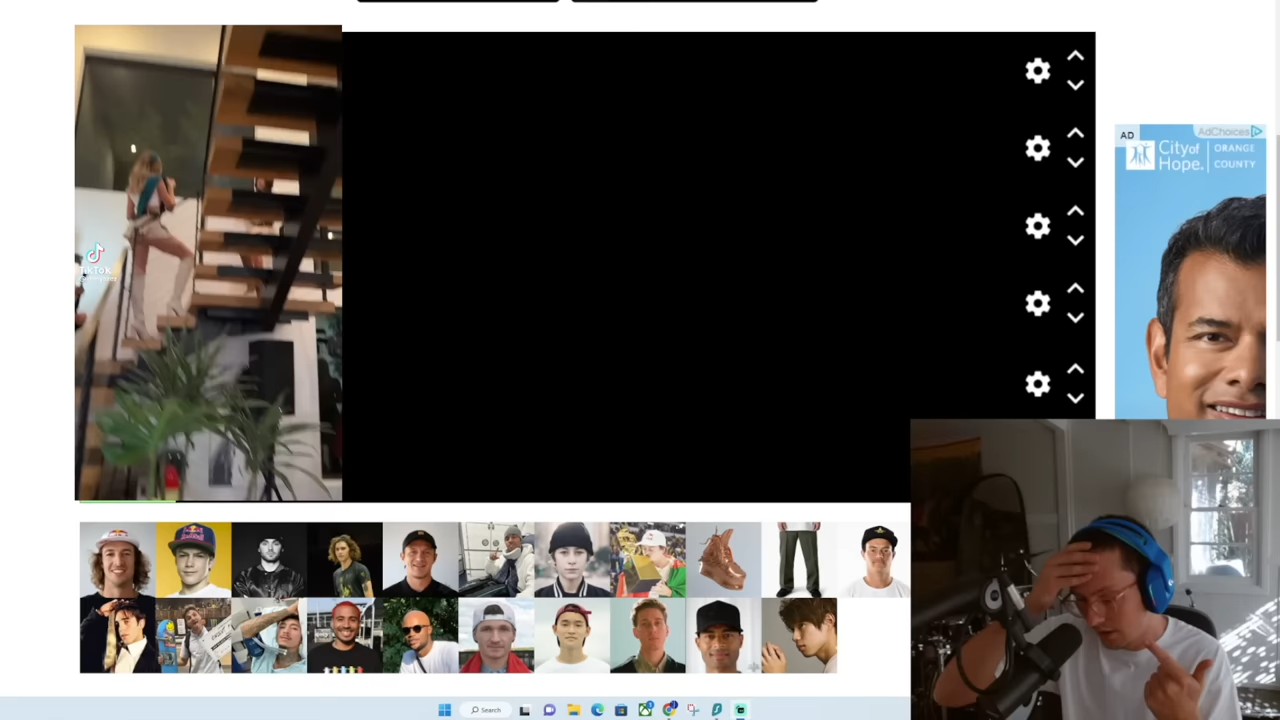 AD
AdChoices
City of
Hope.
ORANGE
COUNTY
TikTok
Search